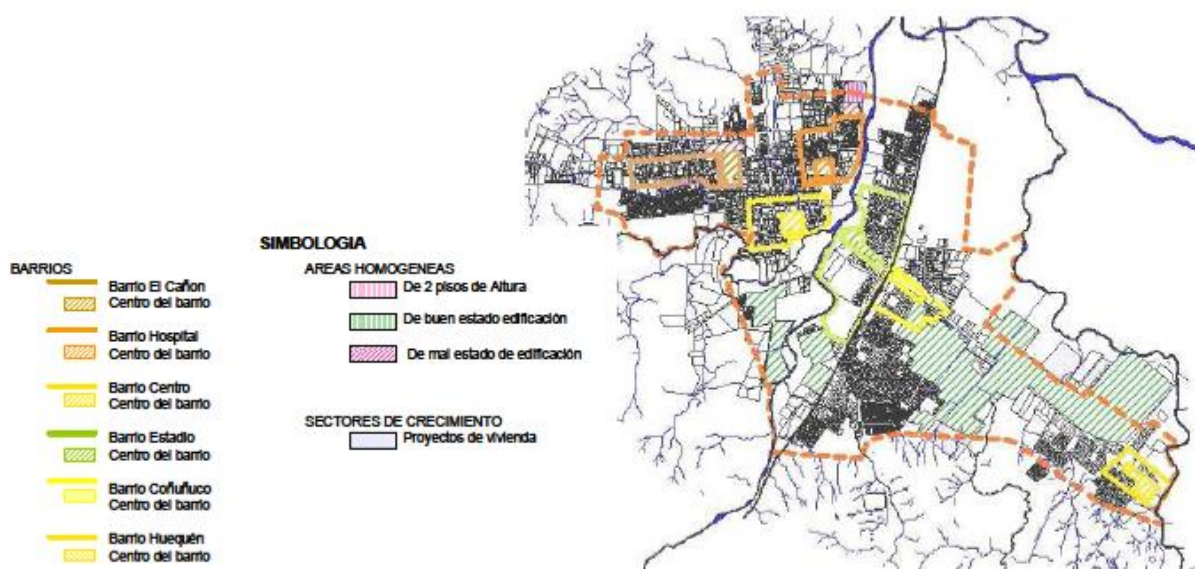 SIMBOLOGIA
BARRIOS
Barrio El Cañon
Centro del barrio
Barrio Hospital
Centro del barrio
Barrio Centro
Centro del barrio
Barrio Estadio
Centro del barrio
Barrio Coñuñuco
Centro del barrio
Barrio Huequén
Centro del barrio
AREAS HOMOGENEAS
De 2 pisos de Altura
De buen estado edificación
De mal estado de edificación
SECTORES DE CRECIMIENTO
Proyectos de vivienda